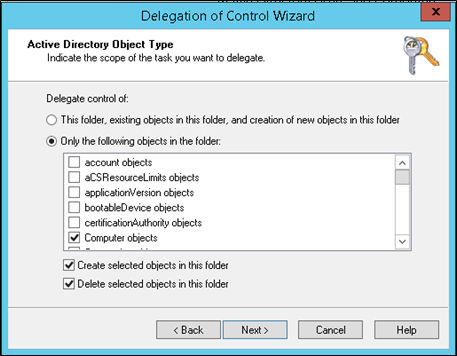 Delegation of Control Wizard
x
Active Directory Object Type
Indicate the scope of the task you want to delegate.
Delegate control of:
This folder, existing objects in this folder, and creation of new objects in this folder
Only the following objects in the folder:
account objects
aCSResourceLimits objects
applicationVersion objects
bootableDevice objects
certificationAuthority objects
Computer objects
Create selected objects in this folder
Delete selected objects in this folder
< Back
Next >
Cancel
Help